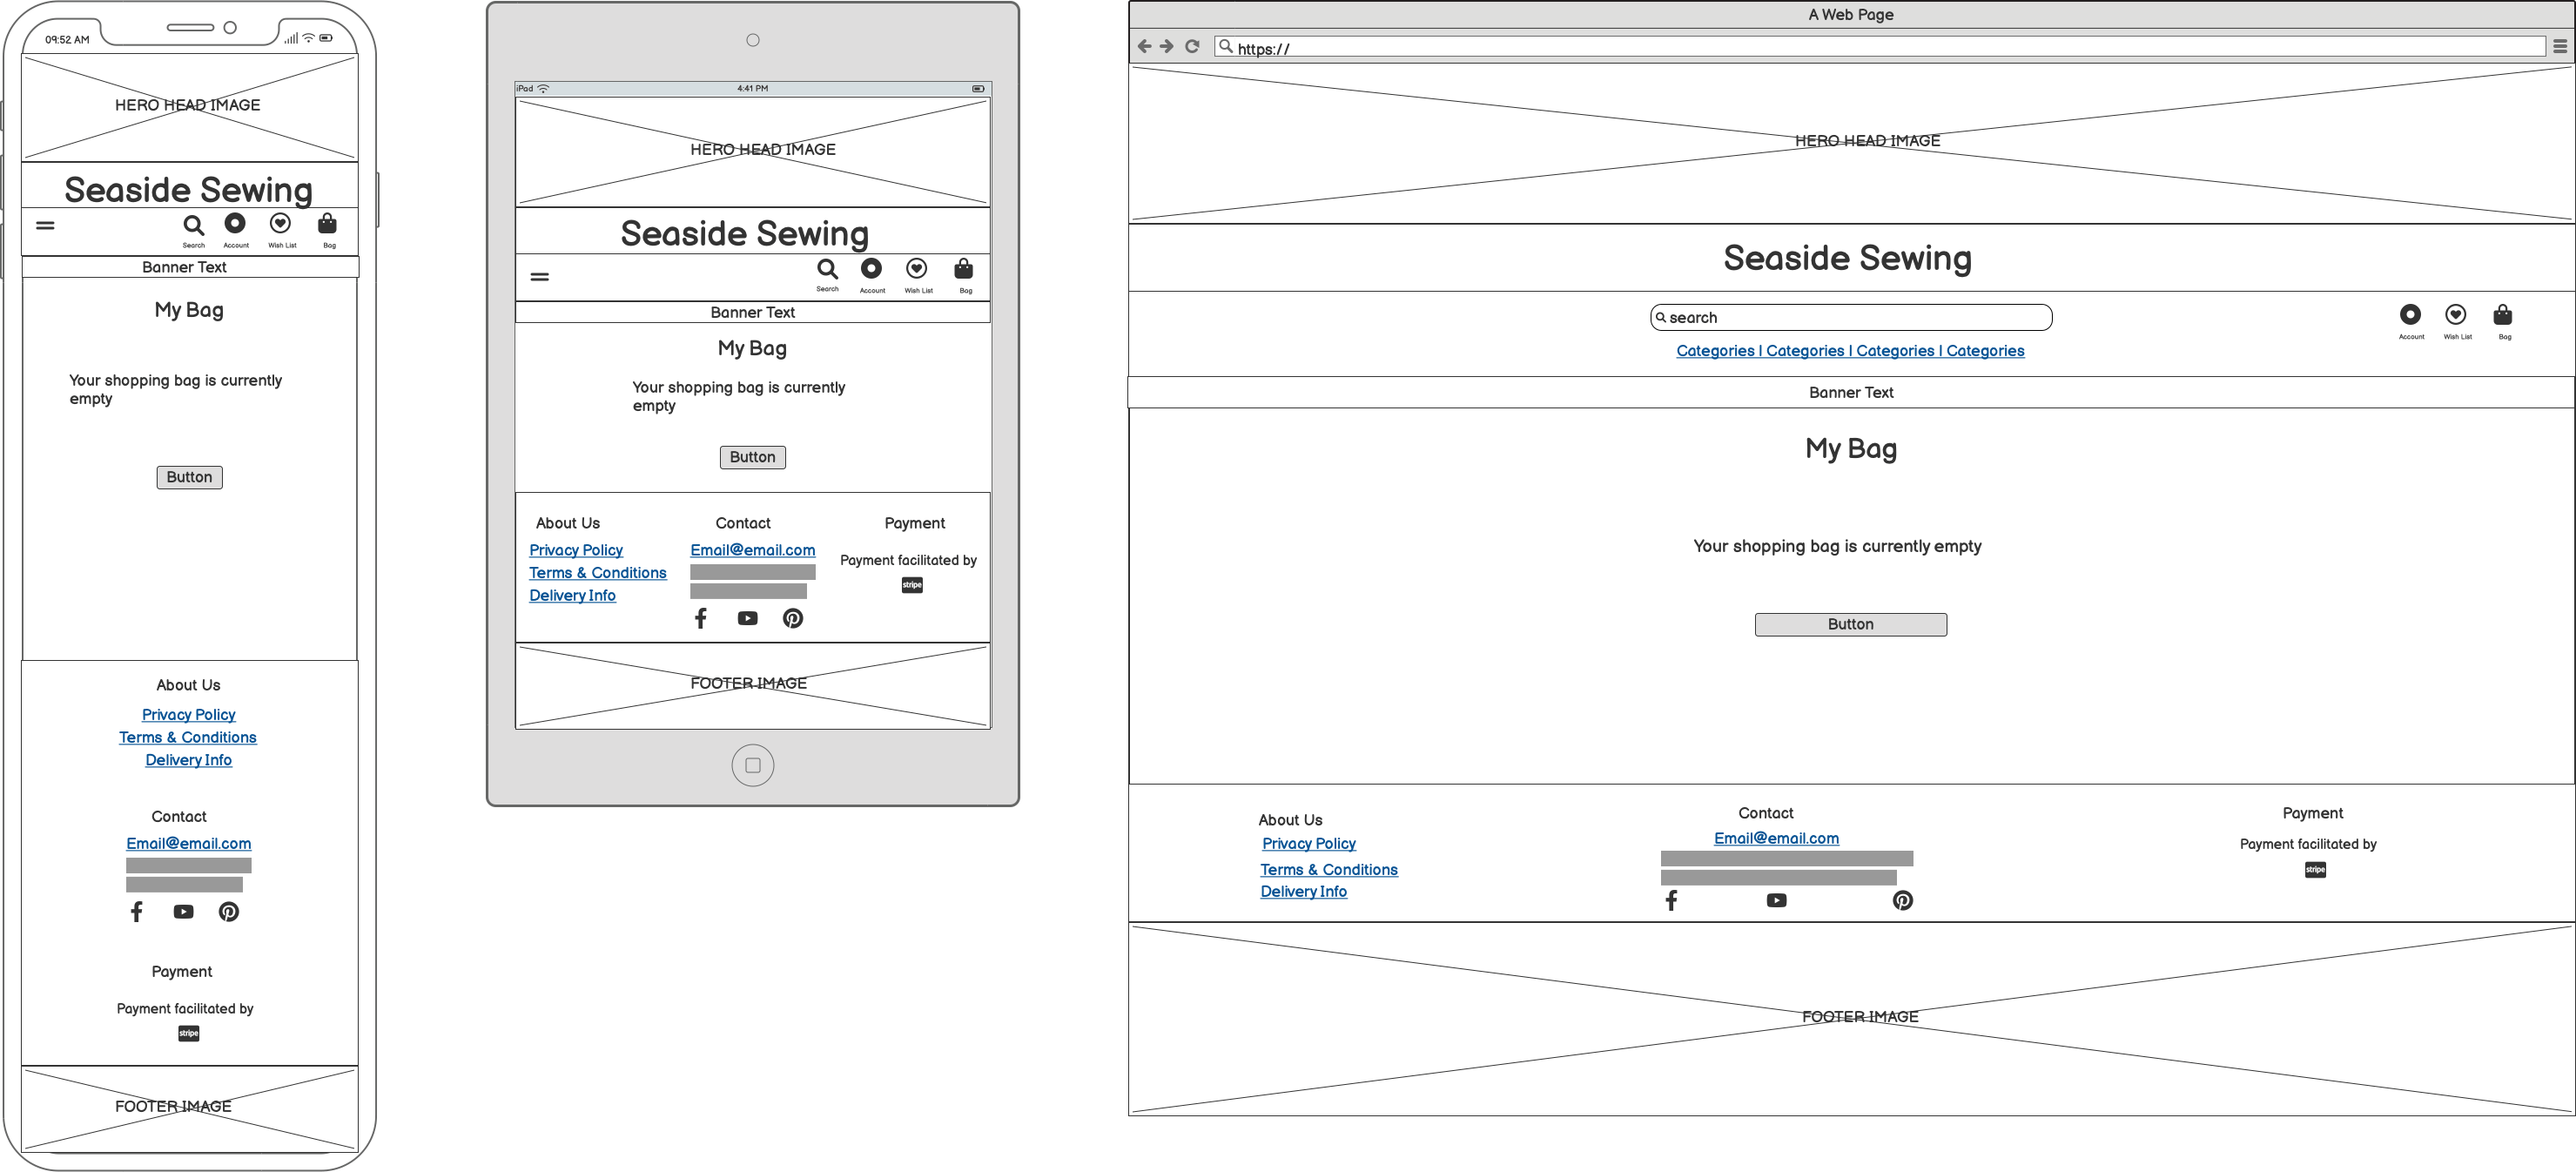 09:52 AM
HERO HEAD IMAGE
Seaside Sewing
Search Account Wish List Bag
Banner Text
My Bag
Your shopping bag is currently
empty
Button
About Us
Privacy Policy
Terms & Conditions
Delivery Info
Contact
Email@email.com
Payment
Payment facilitated by
stripe
FOOTER IMAGE
iPad 4:41 PM
HERO HEAD IMAGE
Seaside Sewing
Search Account Wish List Bag
Banner Text
My Bag
Your shopping bag is currently
empty
Button
About Us
Privacy Policy
Terms & Conditions
Delivery Info
Contact
Email@email.com
Payment
Payment facilitated by
stripe
FOOTER IMAGE
A Web Page
https://
HERO HEAD IMAGE
Seaside Sewing
search
Account Wish List Bag
Categories | Categories | Categories | Categories
Banner Text
My Bag
Your shopping bag is currently empty
Button
About Us
Privacy Policy
Terms & Conditions
Delivery Info
Contact
Email@email.com
Payment
Payment facilitated by
stripe
FOOTER IMAGE